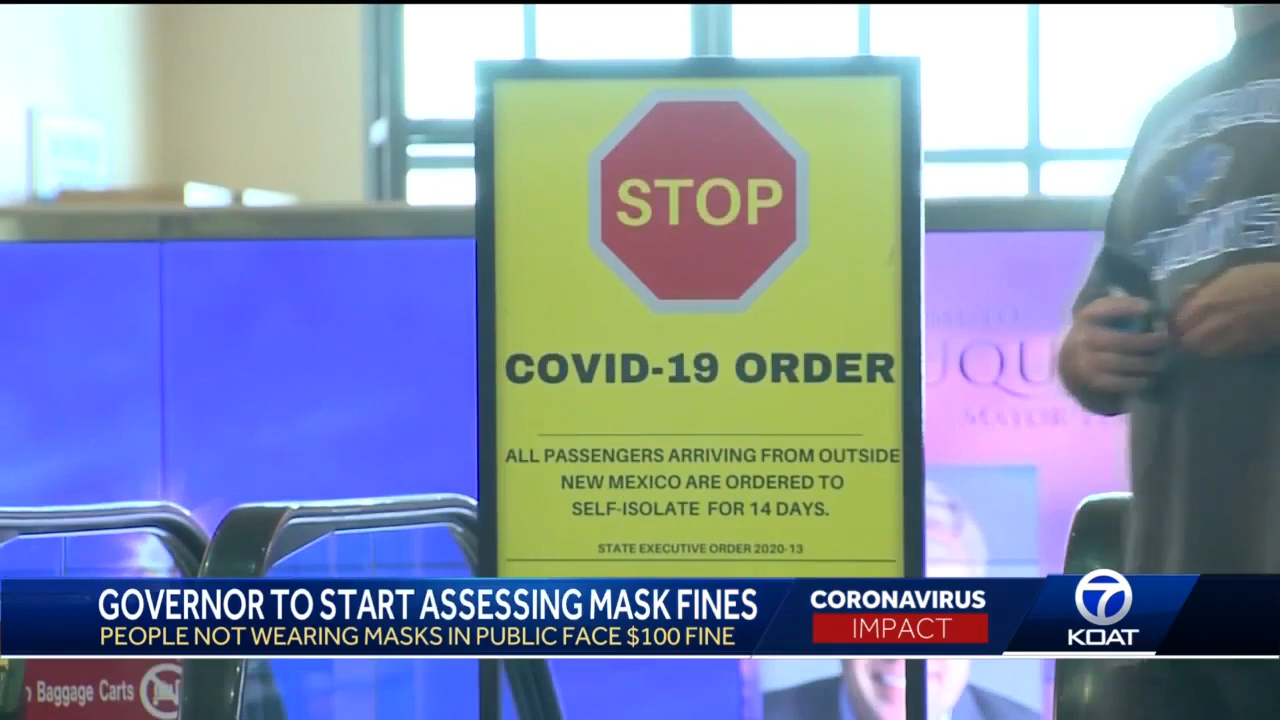 STOP
COVID-19 ORDER
ALL PASSENGERS ARRIVING FROM OUTSIDE
NEW MEXICO ARE ORDERED TO
SELF-ISOLATE FOR 14 DAYS.
STATE EXECUTIVE ORDER 2020-13
UQU
MAYOR
GOVERNOR TO START ASSESSING MASK FINES
PEOPLE NOT WEARING MASKS IN PUBLIC FACE $100 FINE
CORONAVIRUS
IMPACT
7
KOAT
Baggage Carts